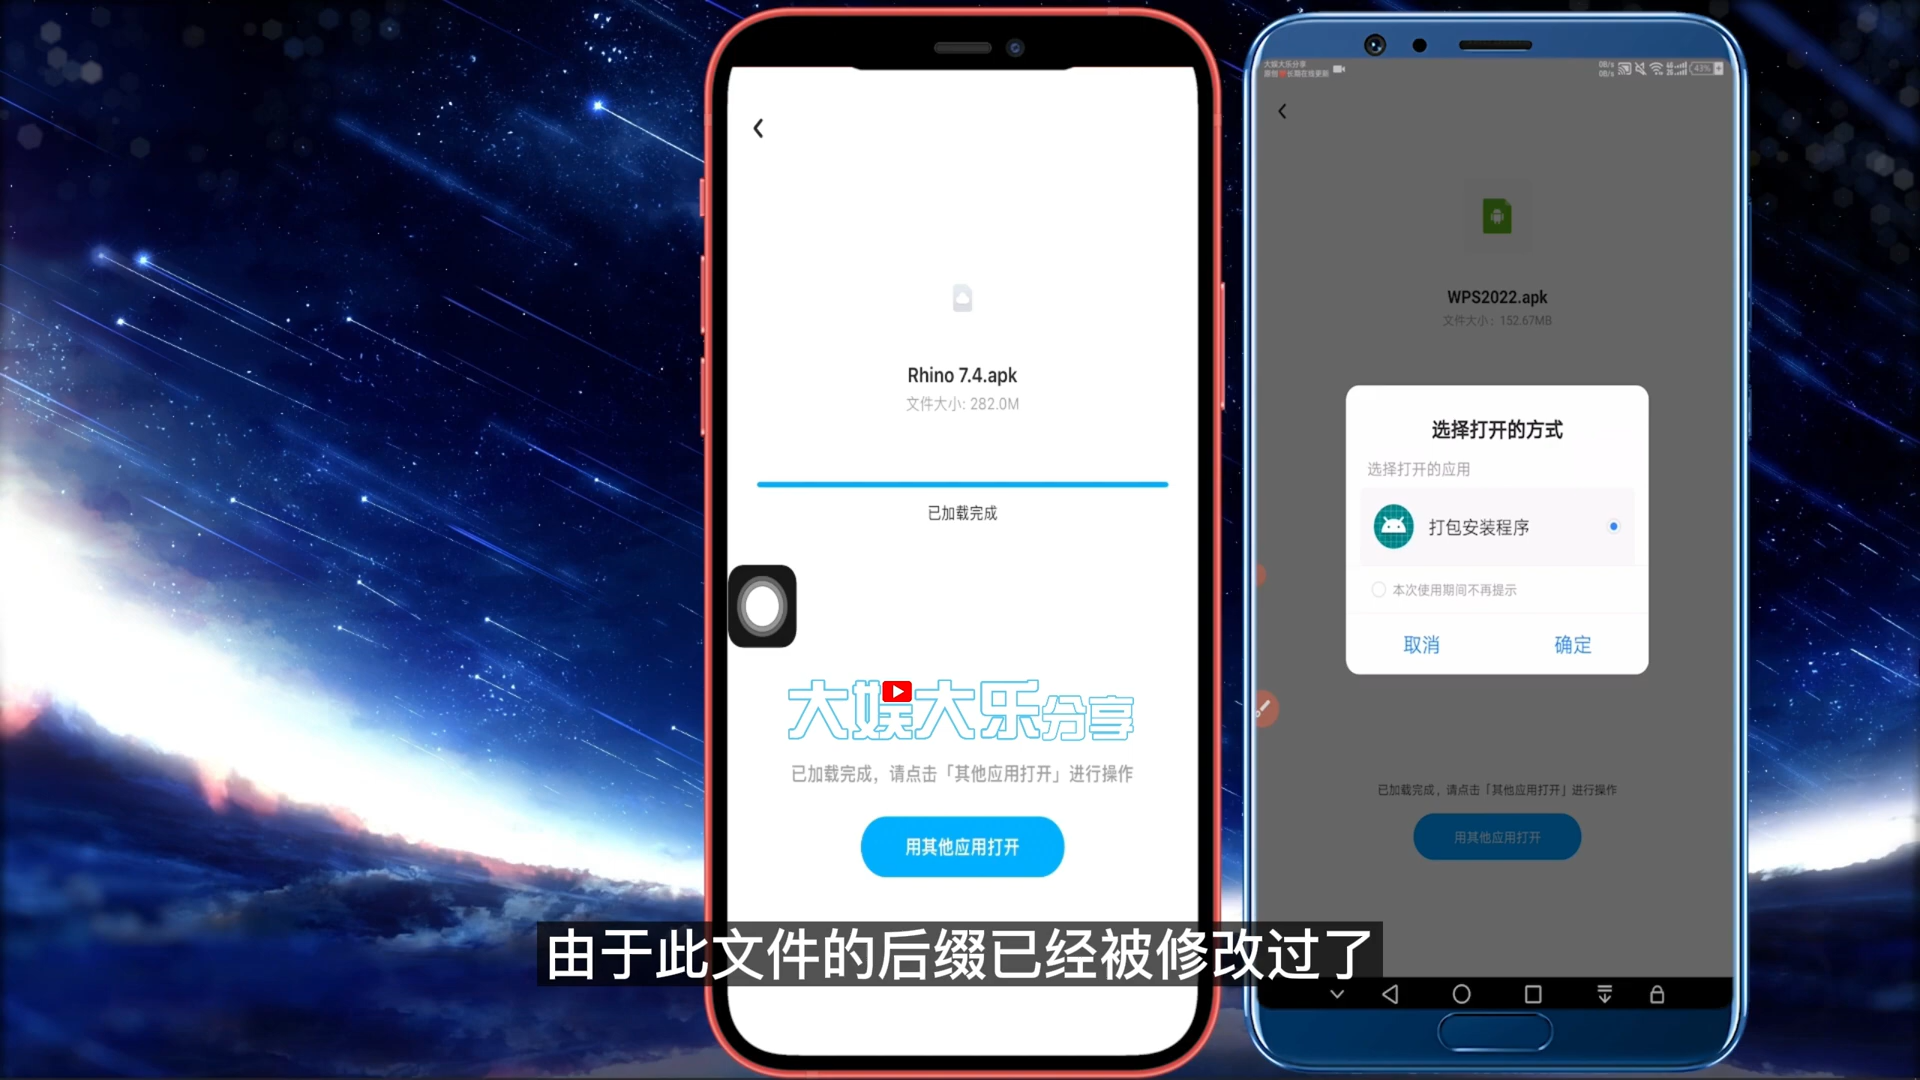 Rhino 7.4.apk
文件大小: 282.0M
已加载完成
大娱大乐分享
已加载完成，请点击「其他应用打开」进行操作
用其他应用打开
大娱大乐分享
43%
WPS2022.apk
文件大小：152.67MB
选择打开的方式
选择打开的应用
打包安装程序
本次使用期间不再提示
取消
确定
已加载完成，请点击「其他应用打开」进行操作
用其他应用打开
由于此文件的后缀已经被修改过了